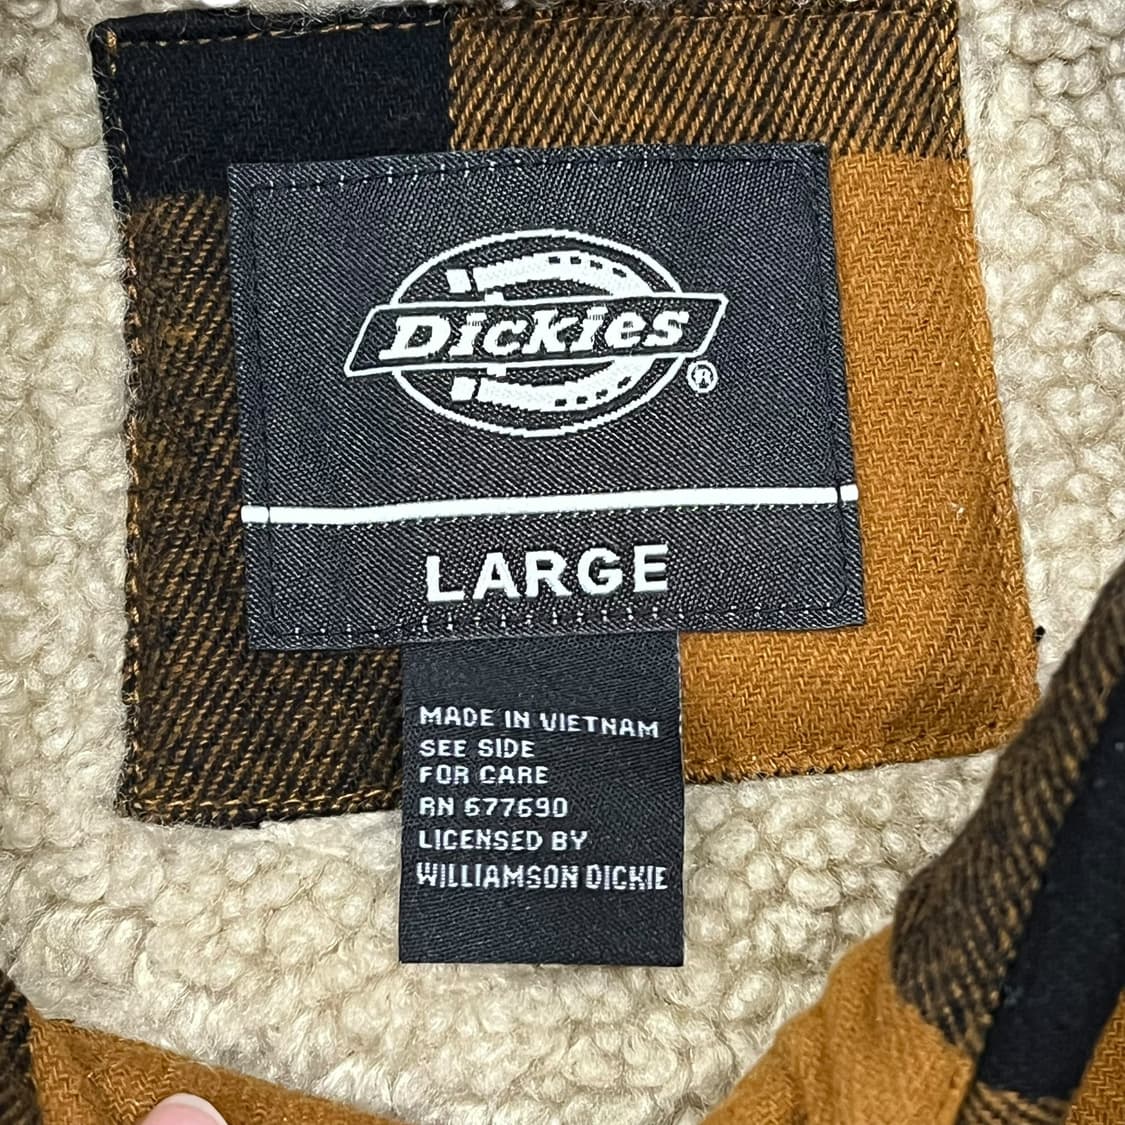 Dickies
®
LARGE
MADE IN VIETNAM
SEE SIDE
FOR CARE
RN 677690
LICENSED BY
WILLIAMSON DICKIE